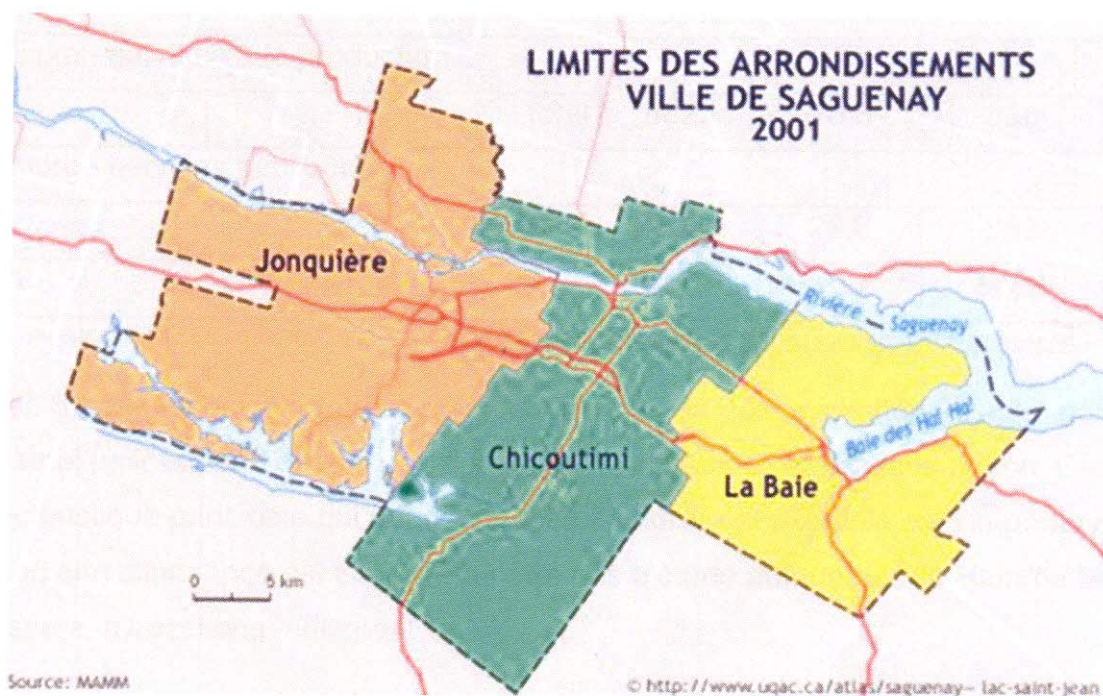 LIMITES DES ARRONDISSEMENTS
VILLE DE SAGUENAY
2001
Jonquière
Rivière Saguenay
Baie des Ha! Ha!
Chicoutimi
La Baie
0 5 km
Source: MAMM
© http://www.uqac.ca/atlas/saguenay- lac-saint-jean